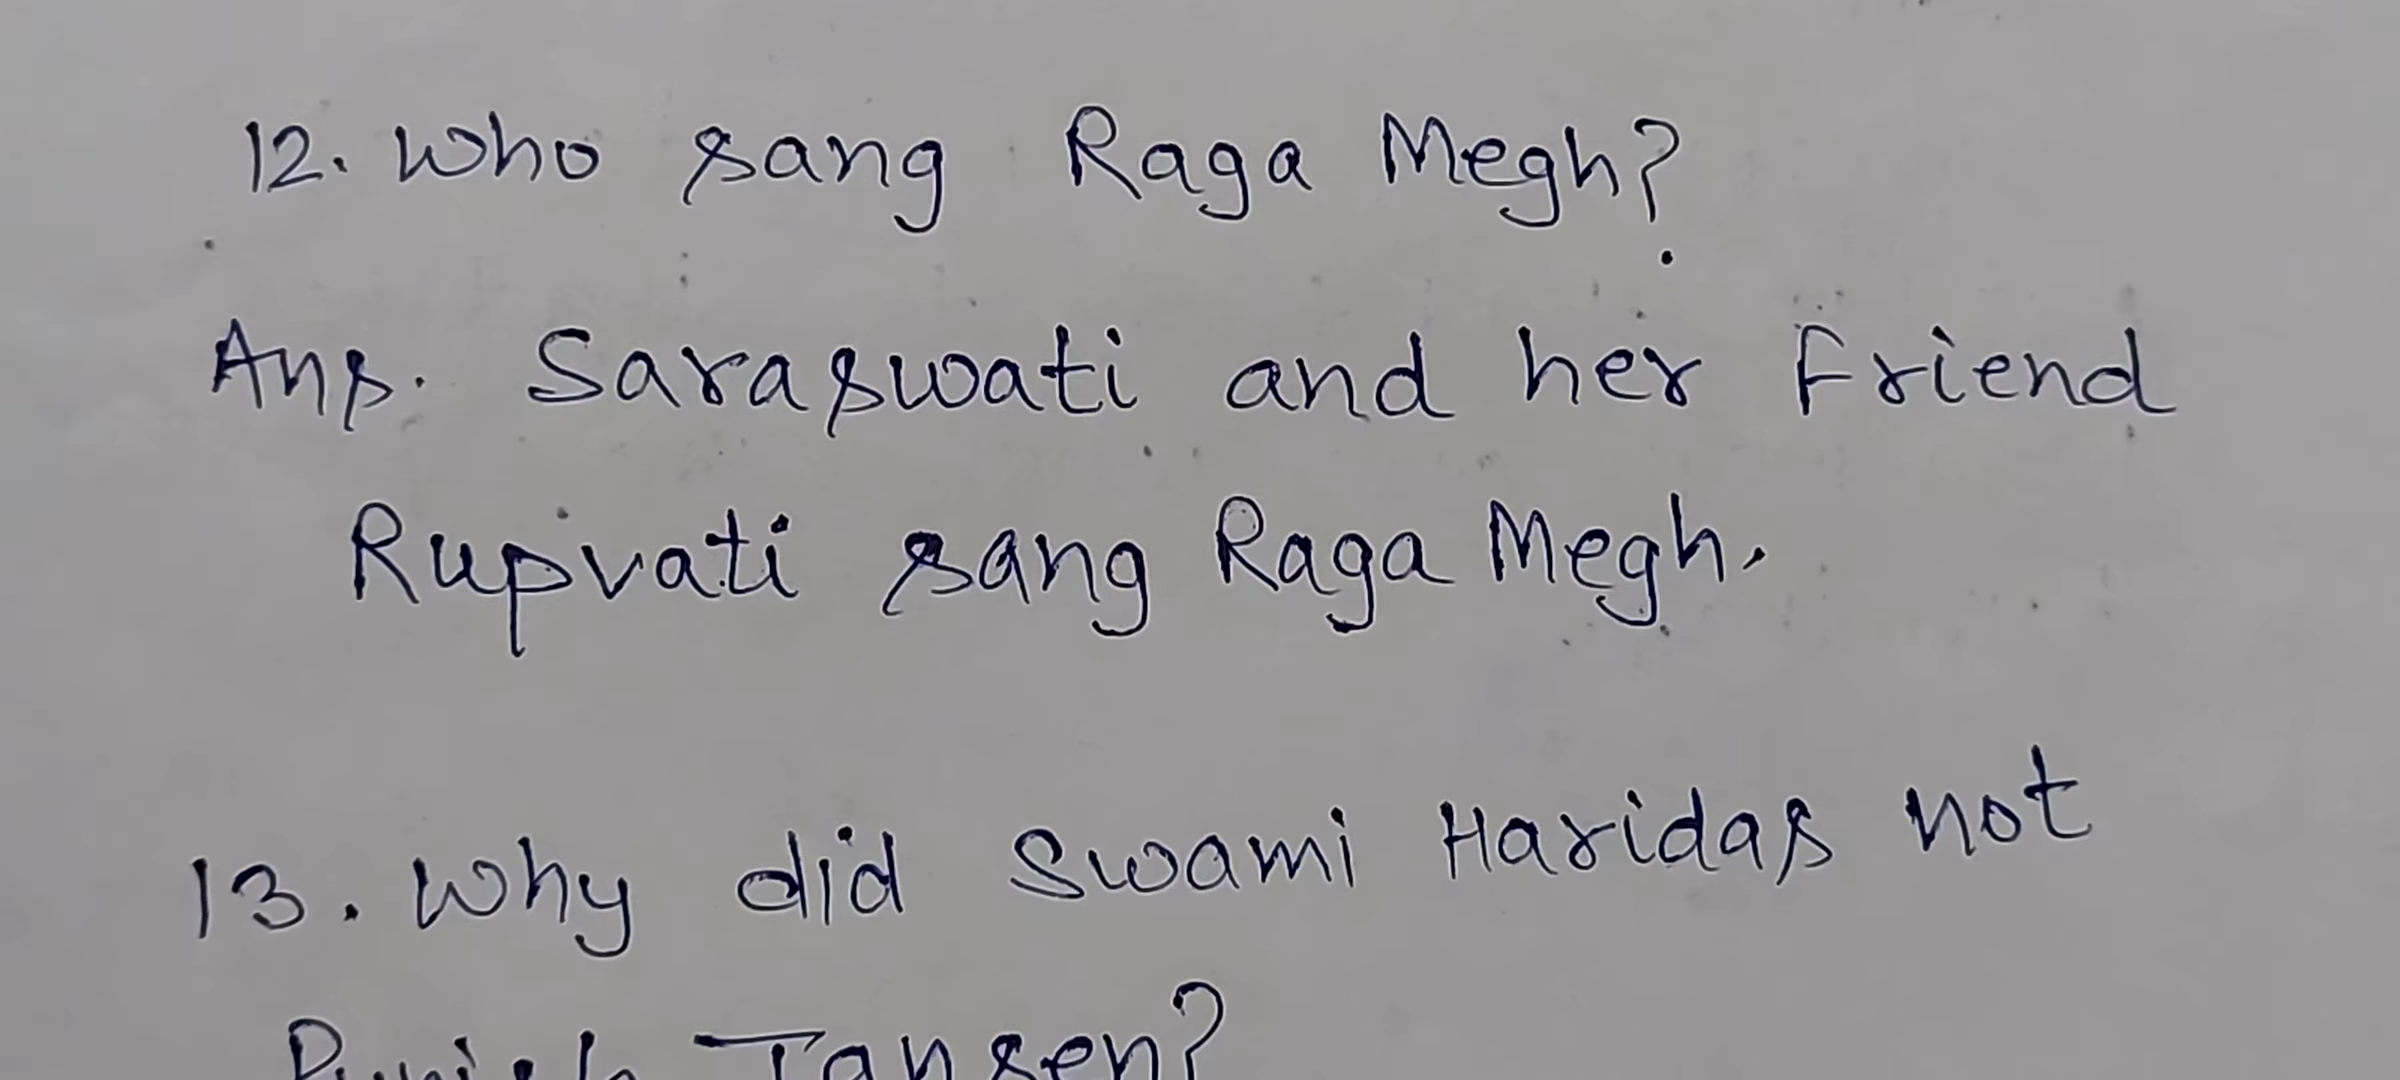 12. Who sang Raga Megh?
Ans. Saraswati and her Friend
Rupvati sang Raga Megh.
13. Why did Swami Haridas not
Punish Tansen?